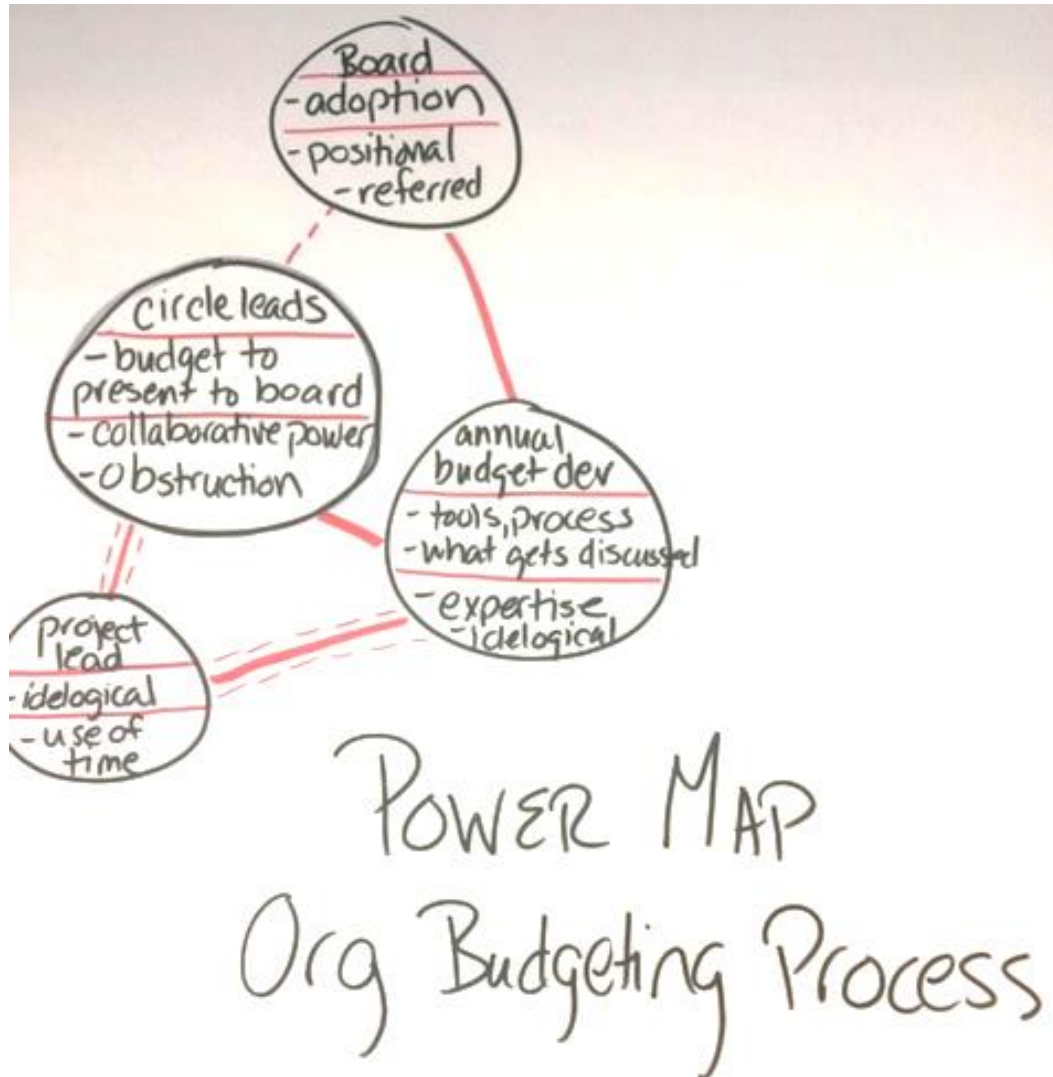 Board
- adoption
- positional
- referred
circle leads
- budget to
present to board
- collaborative power
- Obstruction
annual
budget dev
- tools, process
- what gets discussed
- expertise
- idelogical
project
lead
- idelogical
- use of
time
POWER MAP
Org Budgeting Process